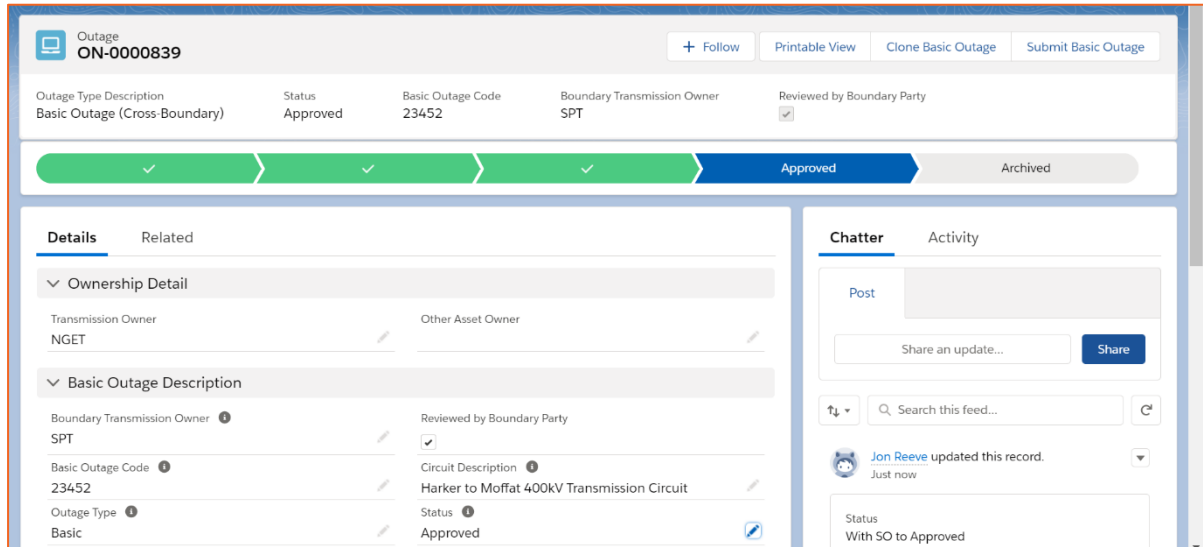 Outage
ON-0000839
+ Follow
Printable View
Clone Basic Outage
Submit Basic Outage
Outage Type Description
Status
Basic Outage Code
Boundary Transmission Owner
Reviewed by Boundary Party
Basic Outage (Cross-Boundary)
Approved
23452
SPT
Approved
Archived
Details
Related
Ownership Detail
Transmission Owner
Other Asset Owner
NGET
Basic Outage Description
Boundary Transmission Owner
Reviewed by Boundary Party
SPT
Basic Outage Code
Circuit Description
23452
Harker to Moffat 400kV Transmission Circuit
Outage Type
Status
Basic
Approved
Chatter
Activity
Post
Share an update...
Share
Search this feed...
Jon Reeve updated this record.
Just now
Status
With SO to Approved